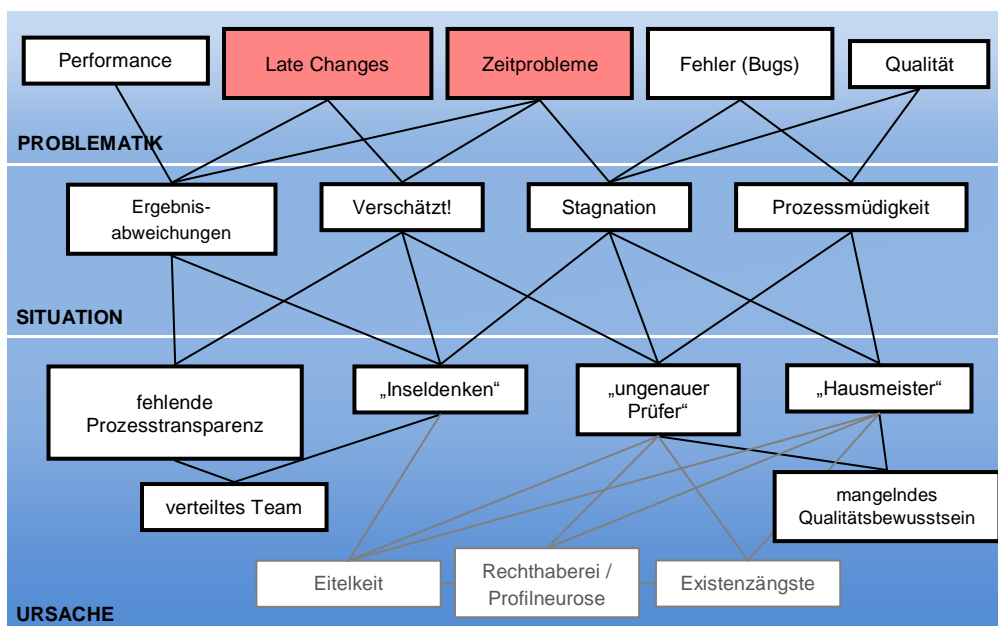 Performance
Late Changes
Zeitprobleme
Fehler (Bugs)
Qualität
PROBLEMATIK
Ergebnis-
abweichungen
Verschätzt!
Stagnation
Prozessmüdigkeit
SITUATION
fehlende
Prozesstransparenz
„Inseldenken“
„ungenauer
Prüfer“
„Hausmeister“
verteiltes Team
mangelndes
Qualitätsbewusstsein
Eitelkeit
Rechthaberei /
Profilneurose
Existenzängste
URSACHE